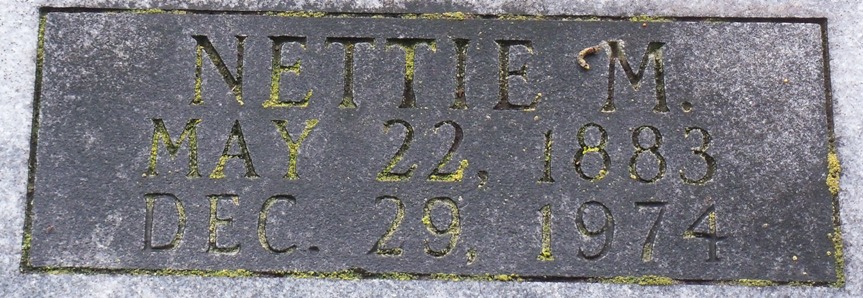 NETTIE M.
MAY 22, 1883
DEC. 29, 1974